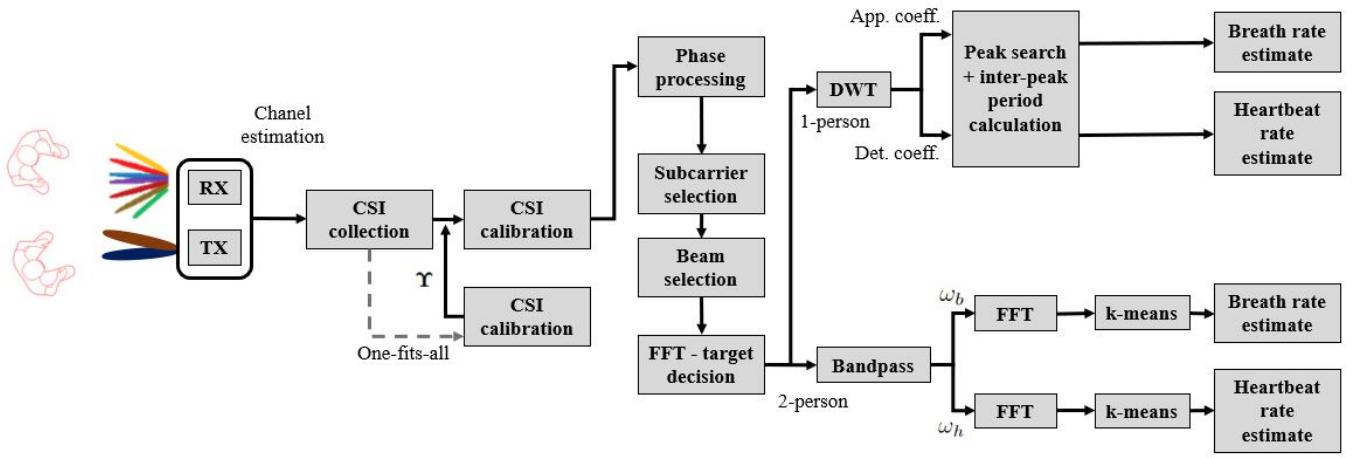 Chanel
estimation
RX
TX
CSI
collection
CSI
calibration
ϒ
CSI
calibration
One-fits-all
Phase
processing
Subcarrier
selection
Beam
selection
FFT - target
decision
1-person
DWT
App. coeff.
Det. coeff.
Peak search
+ inter-peak
period
calculation
Breath rate
estimate
Heartbeat
rate
estimate
2-person
Bandpass
ω_b
FFT
k-means
Breath rate
estimate
ω_h
FFT
k-means
Heartbeat
rate
estimate